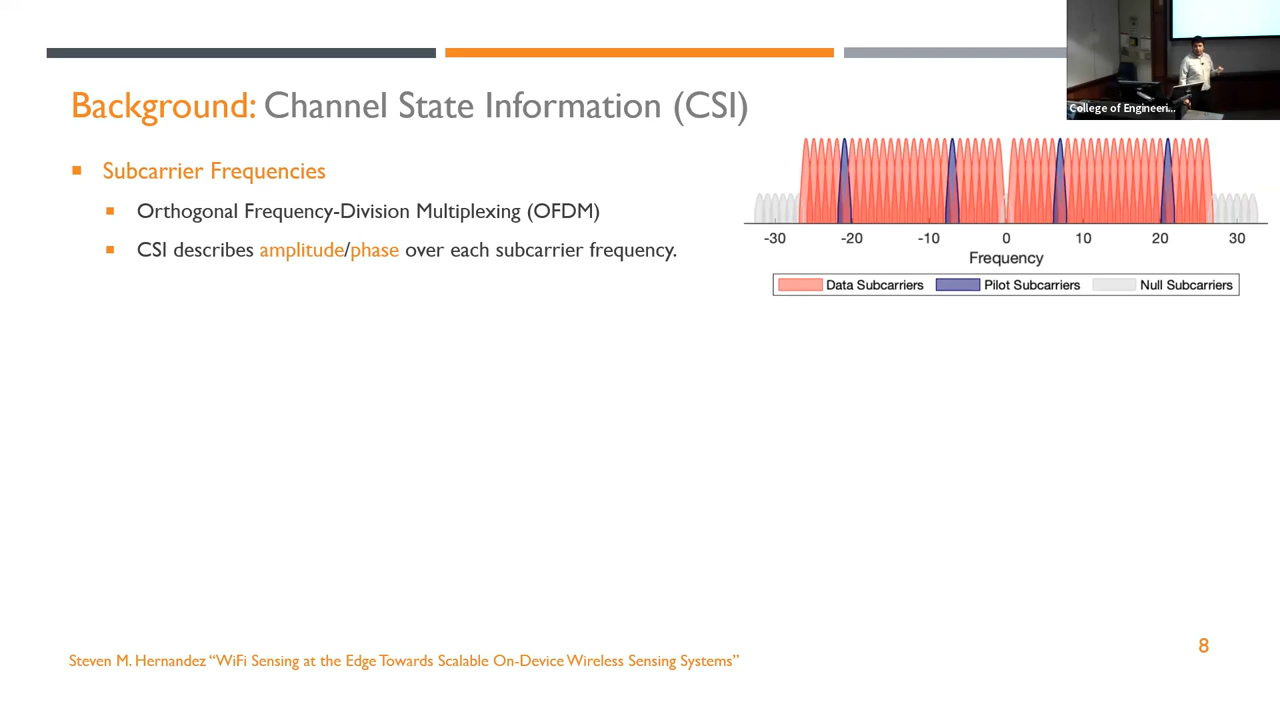 College of Engineeri...
Background: Channel State Information (CSI)
Subcarrier Frequencies
Orthogonal Frequency-Division Multiplexing (OFDM)
CSI describes amplitude/phase over each subcarrier frequency.
-30 -20 -10 0 10 20 30
Frequency
Data Subcarriers Pilot Subcarriers Null Subcarriers
8
Steven M. Hernandez “WiFi Sensing at the Edge Towards Scalable On-Device Wireless Sensing Systems”